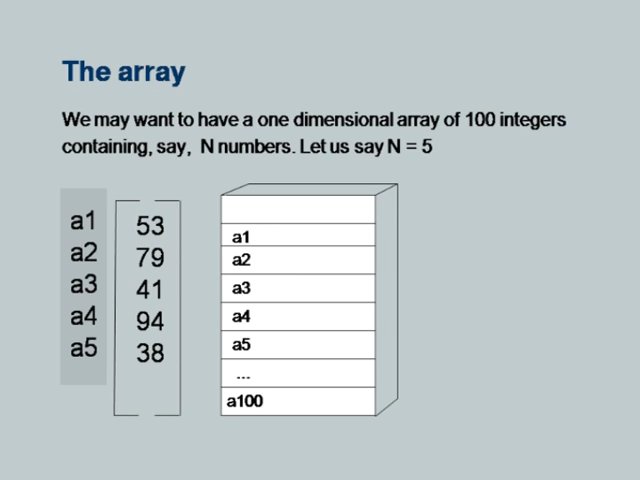 The array
We may want to have a one dimensional array of 100 integers
containing, say, N numbers. Let us say N = 5
a1 53
a2 79
a3 41
a4 94
a5 38
a1
a2
a3
a4
a5
...
a100